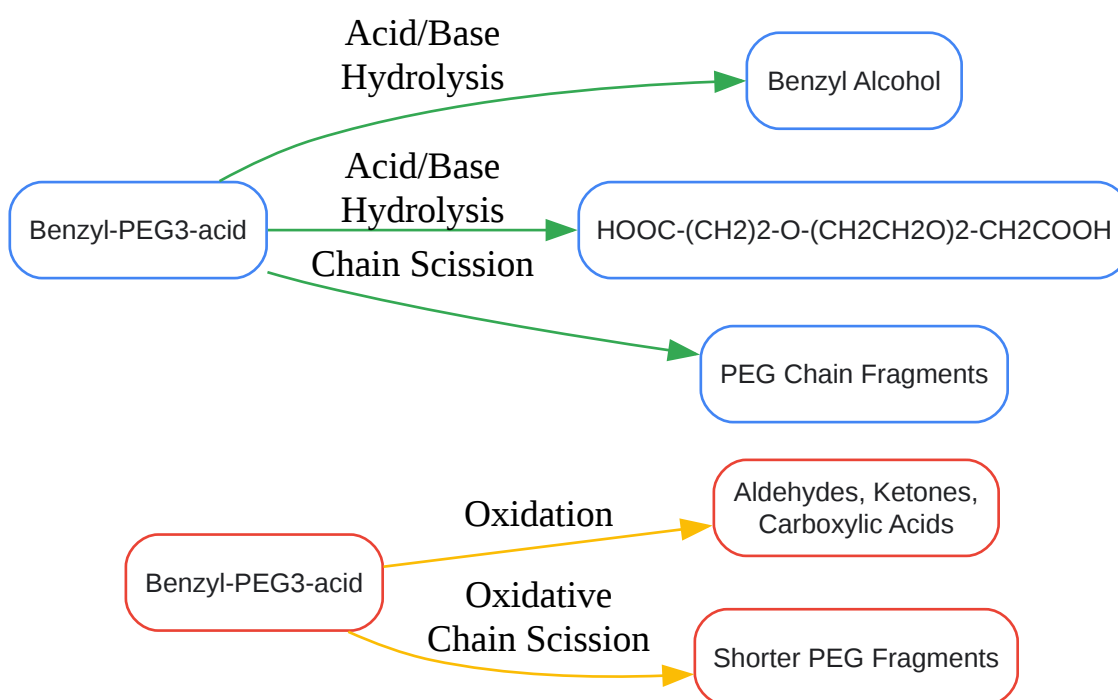 Acid/Base
Hydrolysis
Benzyl Alcohol
Acid/Base
Hydrolysis
Benzyl-PEG3-acid
HOOC-(CH2)2-O-(CH2CH2O)2-CH2COOH
Chain Scission
PEG Chain Fragments
Aldehydes, Ketones,
Carboxylic Acids
Oxidation
Benzyl-PEG3-acid
Oxidative
Chain Scission
Shorter PEG Fragments